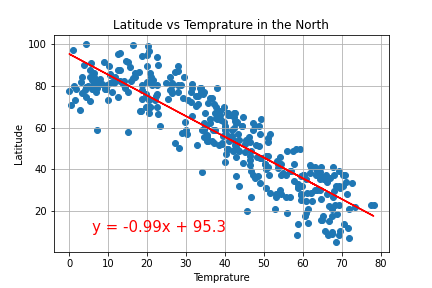 Latitude vs Temprature in the North
100
80
60
40
20
Latitude
y = -0.99x + 95.3
0 10 20 30 40 50 60 70 80
Temprature